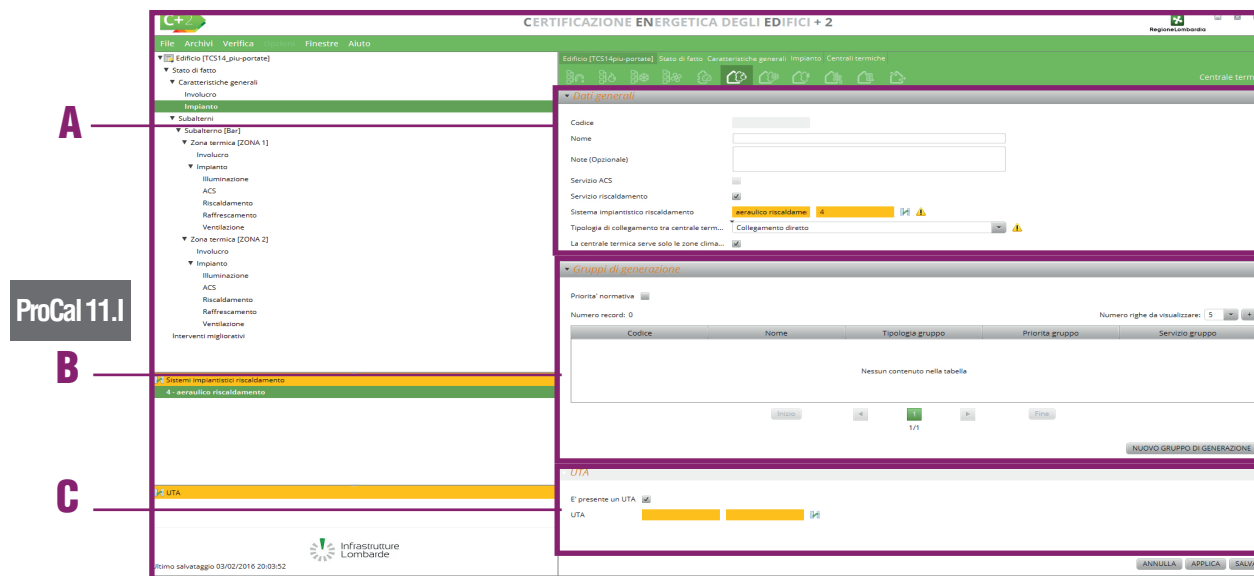 C+2
CERTIFICAZIONE ENERGETICA DEGLI EDIFICI + 2
RegioneLombardia
File Archivi Verifica Opzioni Finestre Aiuto
Edificio [TCS14_piu-portate]
Stato di fatto
Caratteristiche generali
Involucro
Impianto
Subalterni
Subalterno [Bar]
Zona termica [ZONA 1]
Involucro
Impianto
Illuminazione
ACS
Riscaldamento
Raffrescamento
Ventilazione
Zona termica [ZONA 2]
Involucro
Impianto
Illuminazione
ACS
Riscaldamento
Raffrescamento
Ventilazione
Interventi migliorativi
Sistemi impiantistici riscaldamento
4 - aeraulico riscaldamento
UTA
Infrastrutture
Lombarde
Ultimo salvataggio 03/02/2016 20:03:52
A
ProCal 11.I
B
C
Edificio [TCS14piu-portate] Stato di fatto Caratteristiche generali Impianto Centrali termiche
Centrale term
Dati generali
Codice
Nome
Note (Opzionale)
Servizio ACS
Servizio riscaldamento
Sistema impiantistico riscaldamento aeraulico riscaldame 4
Tipologia di collegamento tra centrale term... Collegamento diretto
La centrale termica serve solo le zone clima...
Gruppi di generazione
Priorita' normativa
Numero record: 0 Numero righe da visualizzare: 5 +
Codice Nome Tipologia gruppo Priorita gruppo Servizio gruppo
Nessun contenuto nella tabella
Inizio 1 Fine
1/1
NUOVO GRUPPO DI GENERAZIONE
UTA
E' presente un UTA
UTA
ANNULLA APPLICA SALV